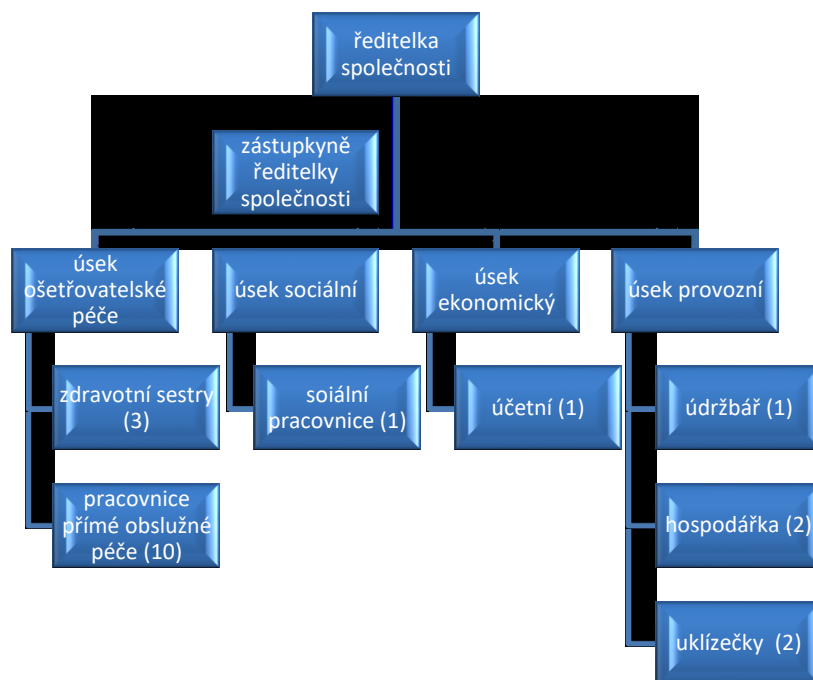 ředitelka
společnosti
zástupkyně
ředitelky
společnosti
úsek
ošetřovatelské
péče
úsek sociální
úsek
ekonomický
úsek provozní
zdravotní sestry
(3)
soiální
pracovnice (1)
účetní (1)
údržbář (1)
pracovnice
přímé obslužné
péče (10)
hospodářka (2)
uklízečky (2)